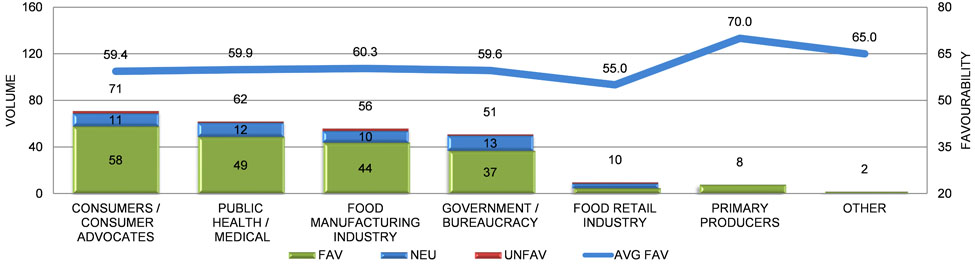 160
120
80
40
0
VOLUME
80
65
50
35
20
FAVOURABILITY
59.4
59.9
60.3
59.6
55.0
70.0
65.0
71
62
56
51
10
8
2
11
12
10
13
58
49
44
37
CONSUMERS /
CONSUMER
ADVOCATES
PUBLIC
HEALTH /
MEDICAL
FOOD
MANUFACTURING
INDUSTRY
GOVERNMENT /
BUREAUCRACY
FOOD RETAIL
INDUSTRY
PRIMARY
PRODUCERS
OTHER
FAV
NEU
UNFAV
AVG FAV